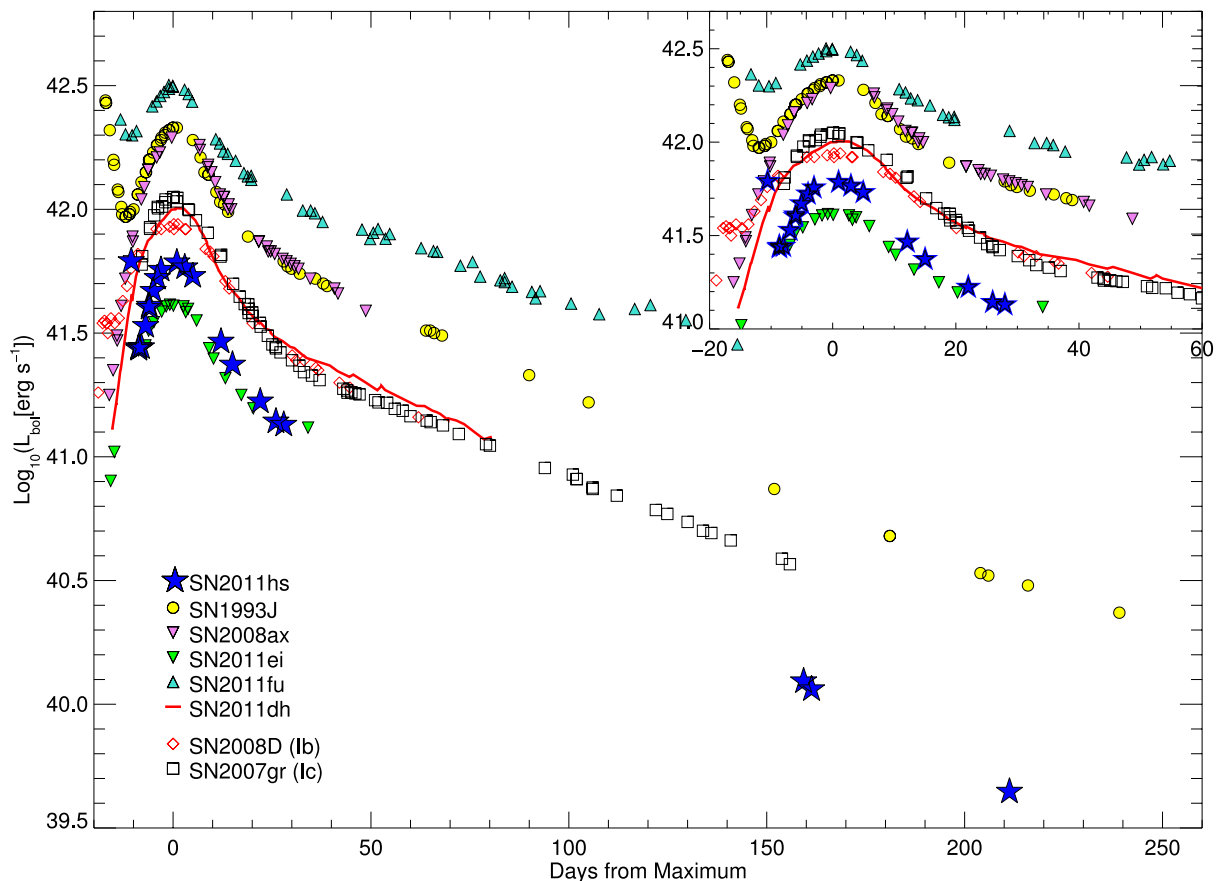 42.5
42.0
41.5
41.0
40.5
40.0
39.5
Log10(Lbol[erg s−1])
0 50 100 150 200 250
Days from Maximum
42.5
42.0
41.5
41.0
−20 0 20 40 60
SN2011hs
SN1993J
SN2008ax
SN2011ei
SN2011fu
SN2011dh
SN2008D (Ib)
SN2007gr (Ic)